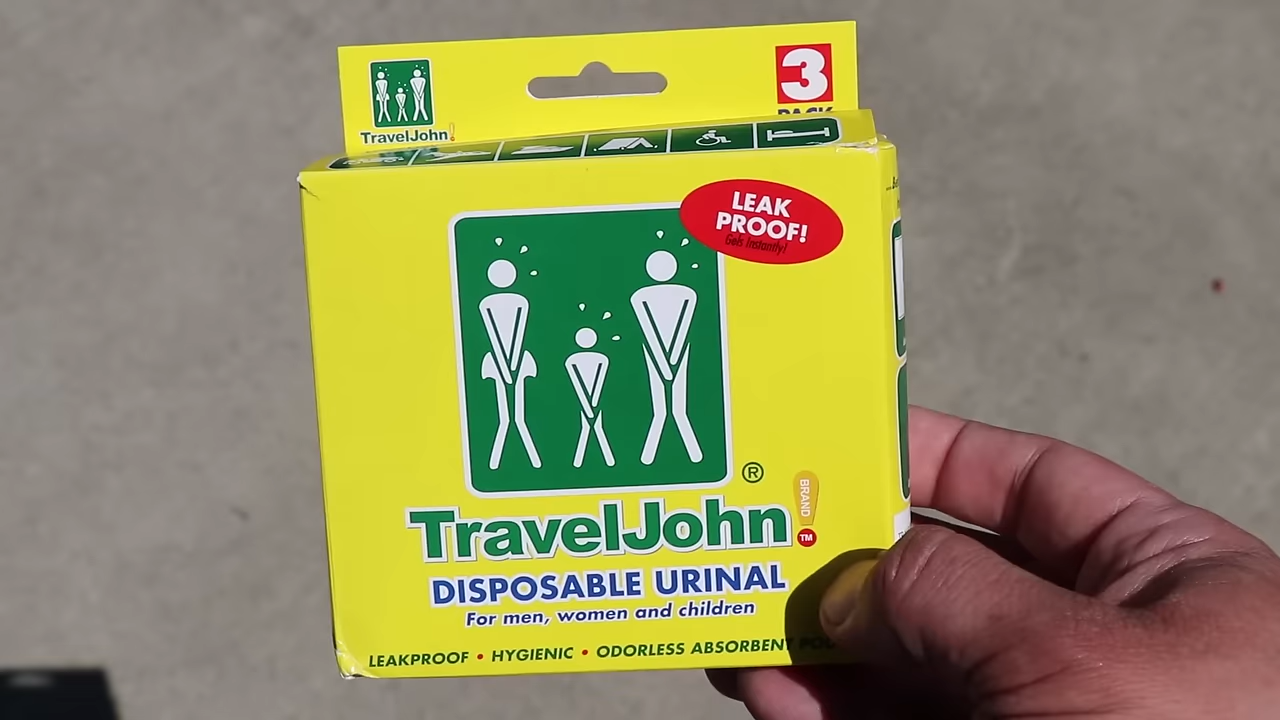 3
PACK
TravelJohn!
LEAK
PROOF!
Gels Instantly!
®
TravelJohn!
BRAND
TM
DISPOSABLE URINAL
For men, women and children
LEAKPROOF • HYGIENIC • ODORLESS ABSORBENT